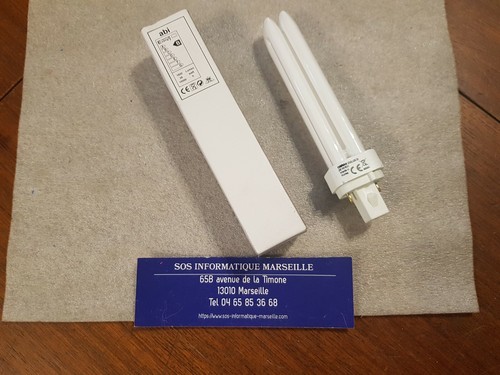 abi
B
CE
CE
SOS INFORMATIQUE MARSEILLE
65B avenue de la Timone
13010 Marseille
Tel 04 65 85 36 68
https://www.sos-informatique-marseille.com